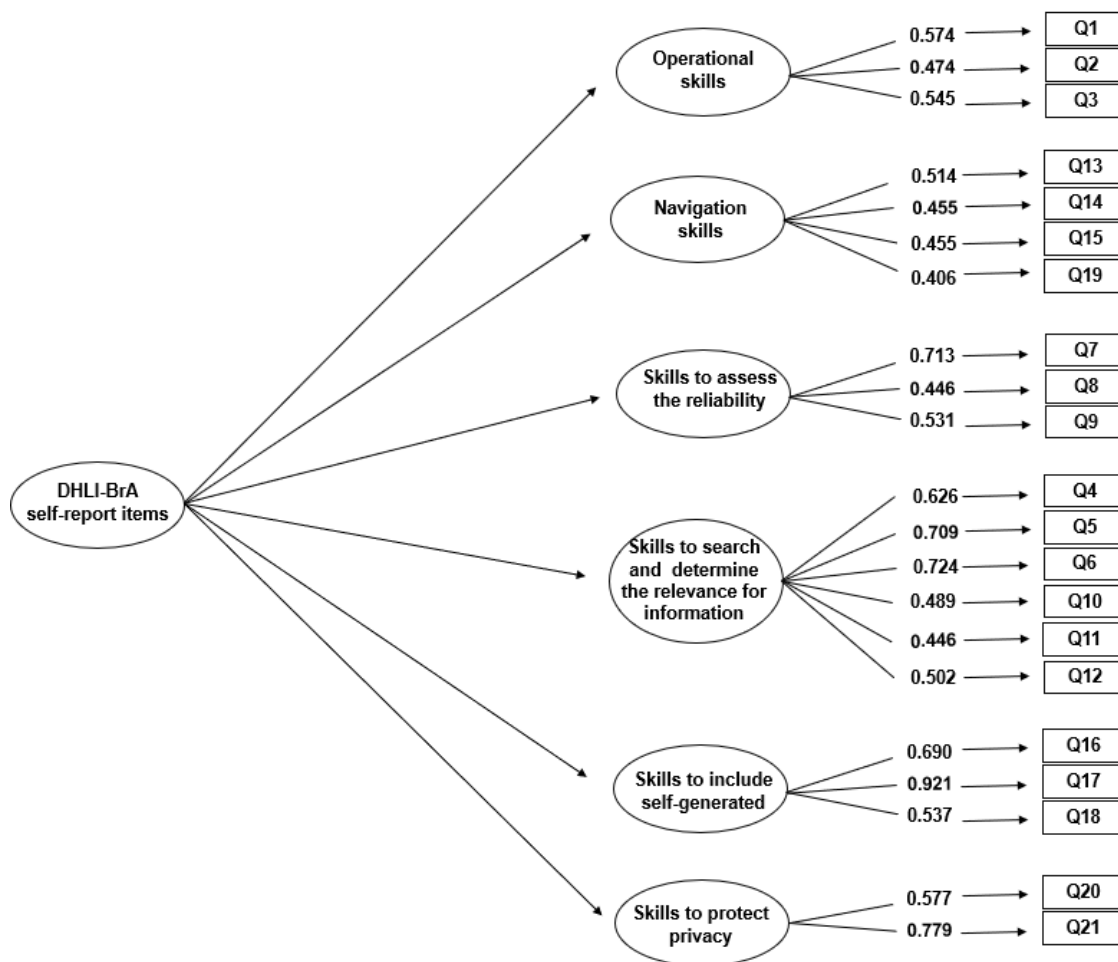 DHLI-BrA
self-report items
Operational
skills
0.574
Q1
0.474
Q2
0.545
Q3
Navigation
skills
0.514
Q13
0.455
Q14
0.455
Q15
0.406
Q19
Skills to assess
the reliability
0.713
Q7
0.446
Q8
0.531
Q9
Skills to search
and determine
the relevance for
information
0.626
Q4
0.709
Q5
0.724
Q6
0.489
Q10
0.446
Q11
0.502
Q12
Skills to include
self-generated
0.690
Q16
0.921
Q17
0.537
Q18
Skills to protect
privacy
0.577
Q20
0.779
Q21